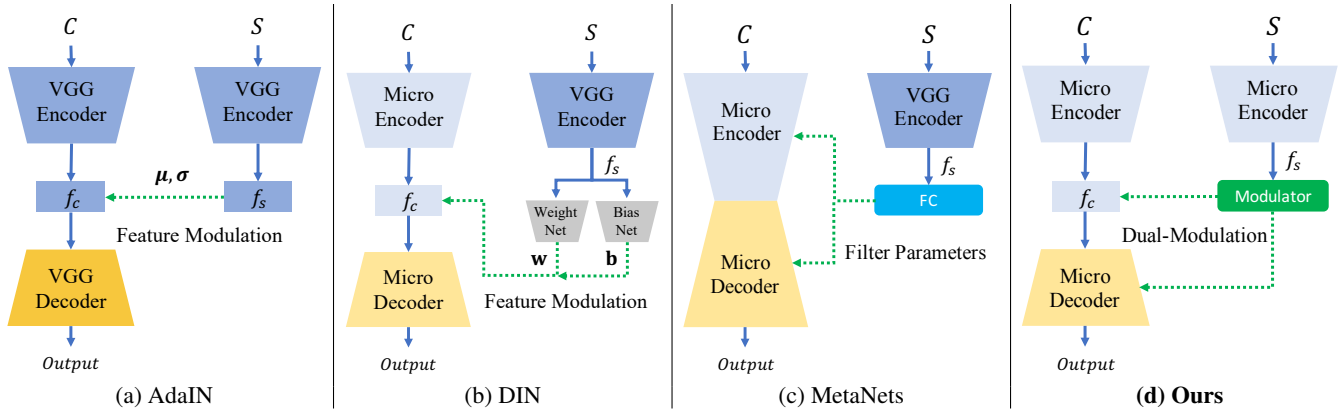 C
S
VGG
Encoder
VGG
Encoder
μ, σ
f_c
f_s
Feature Modulation
VGG
Decoder
Output
(a) AdaIN
C
S
Micro
Encoder
VGG
Encoder
f_s
f_c
Weight
Net
Bias
Net
w
b
Micro
Decoder
Feature Modulation
Output
(b) DIN
C
S
Micro
Encoder
VGG
Encoder
f_s
FC
Filter Parameters
Micro
Decoder
Output
(c) MetaNets
C
S
Micro
Encoder
Micro
Encoder
f_s
f_c
Modulator
Dual-Modulation
Micro
Decoder
Output
(d) Ours